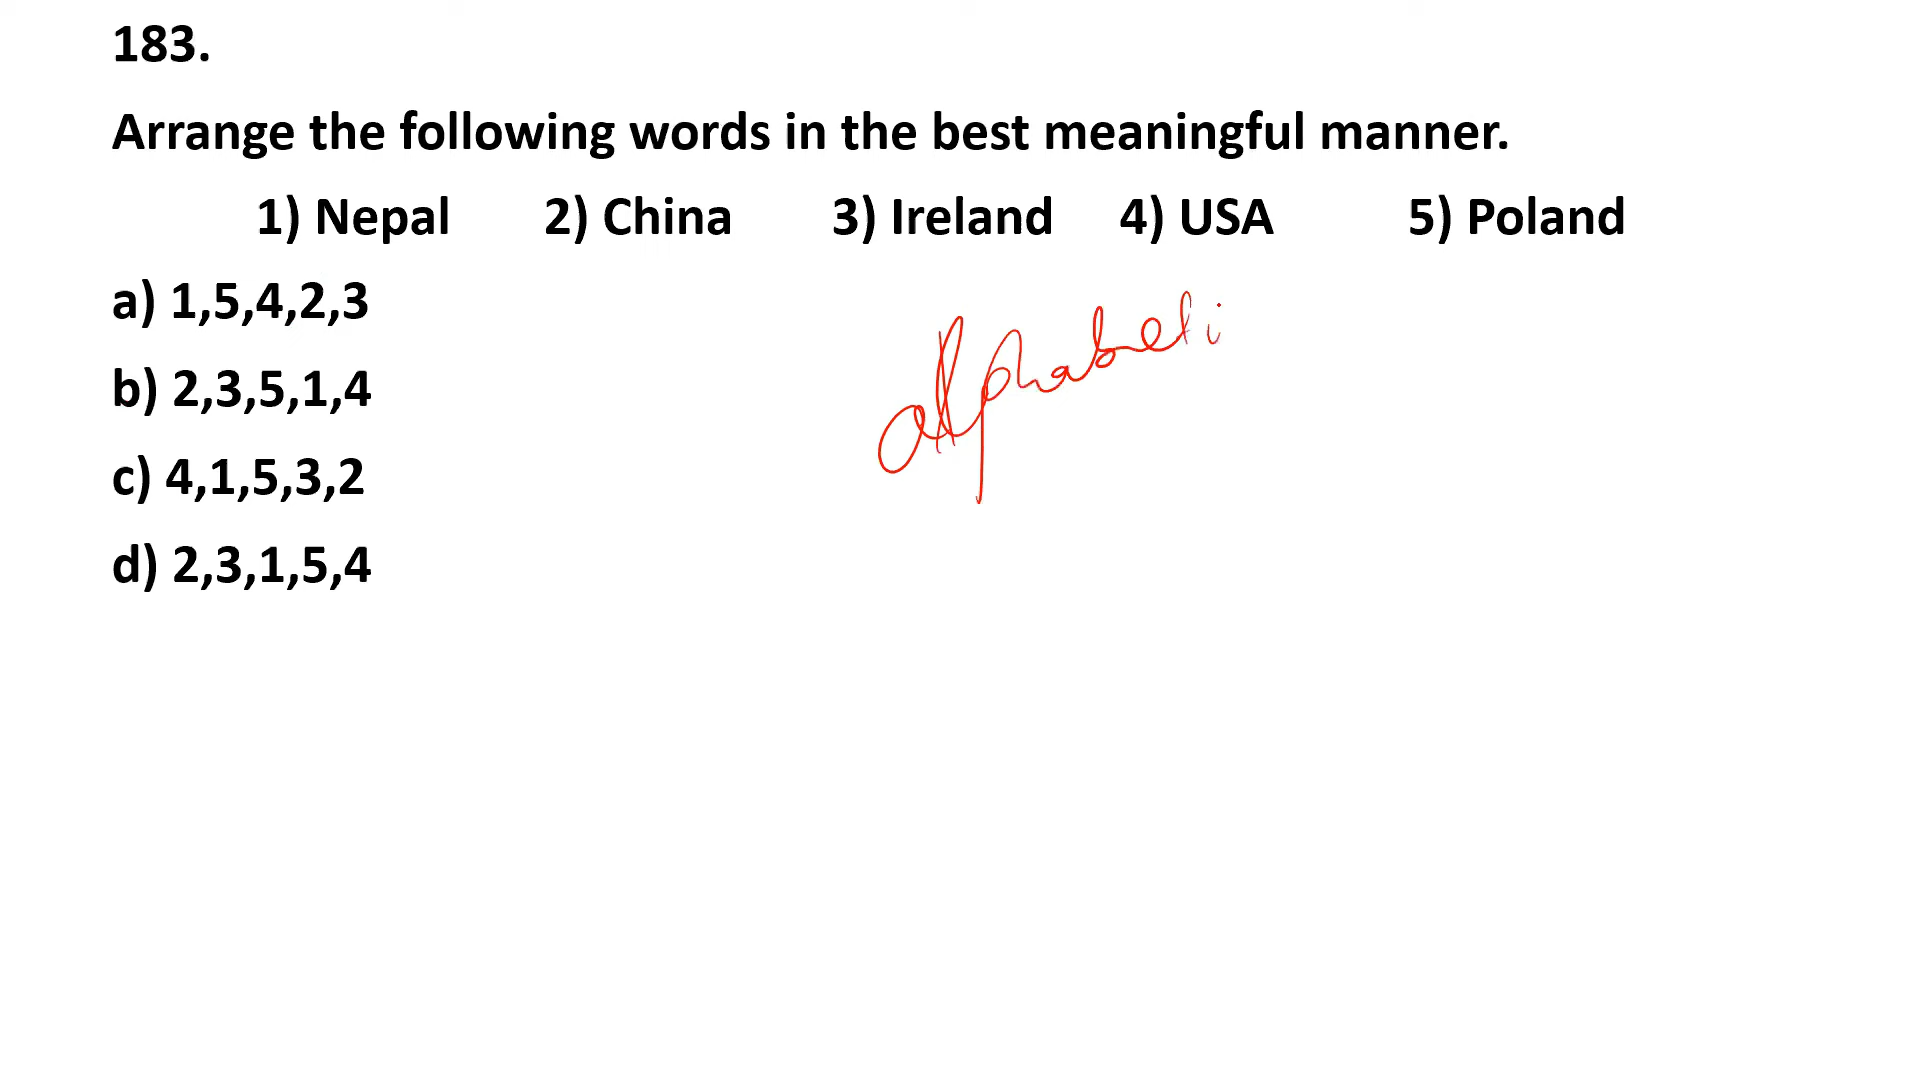 183.
Arrange the following words in the best meaningful manner.
1) Nepal 2) China 3) Ireland 4) USA 5) Poland
a) 1,5,4,2,3
alphabeti
b) 2,3,5,1,4
c) 4,1,5,3,2
d) 2,3,1,5,4